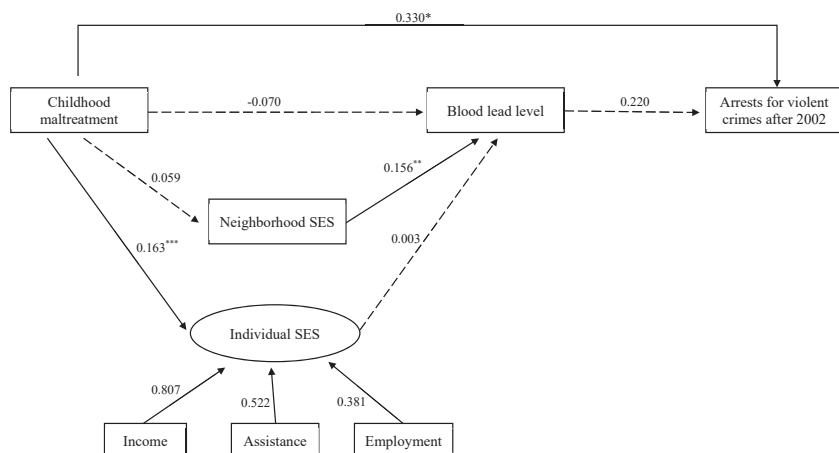 0.330*
Childhood
maltreatment
-0.070
Blood lead level
0.220
Arrests for violent
crimes after 2002
0.059
0.156**
Neighborhood SES
0.163***
0.003
Individual SES
0.807
0.522
0.381
Income
Assistance
Employment